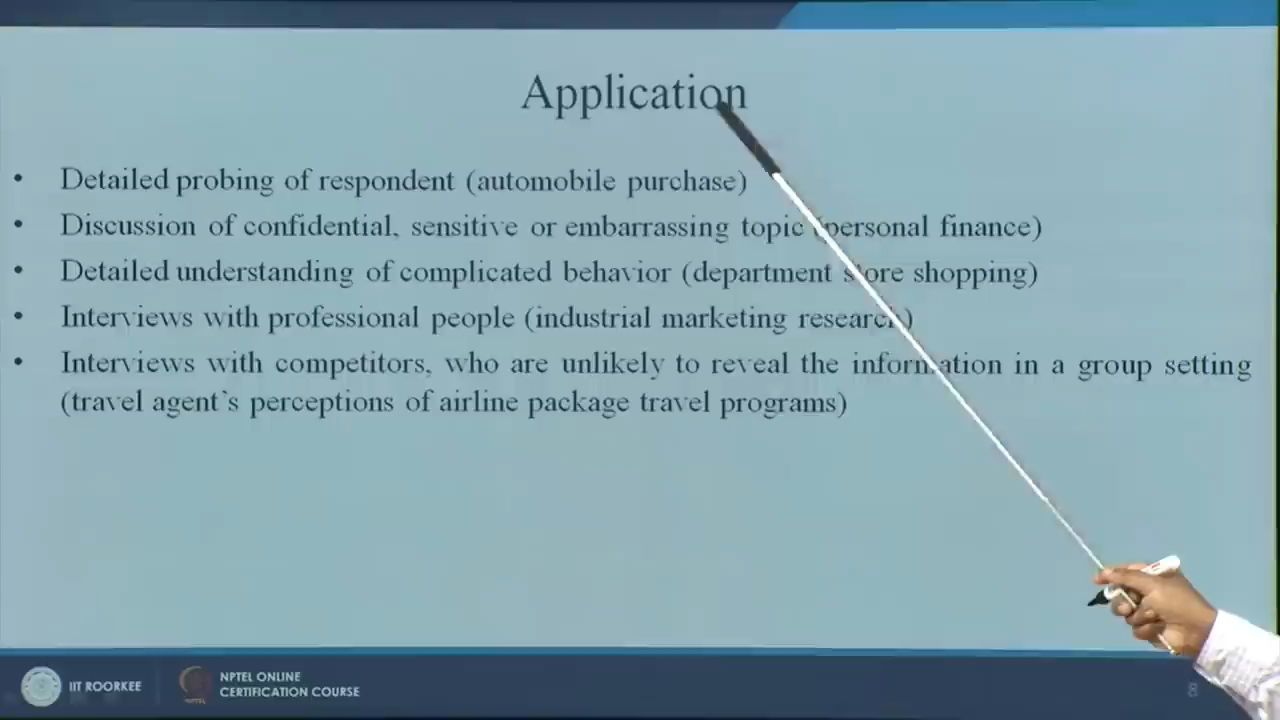 Application
• Detailed probing of respondent (automobile purchase)
• Discussion of confidential, sensitive or embarrassing topic (personal finance)
• Detailed understanding of complicated behavior (department store shopping)
• Interviews with professional people (industrial marketing research)
• Interviews with competitors, who are unlikely to reveal the information in a group setting
(travel agent's perceptions of airline package travel programs)
IIT ROORKEE
NPTEL ONLINE
CERTIFICATION COURSE
8